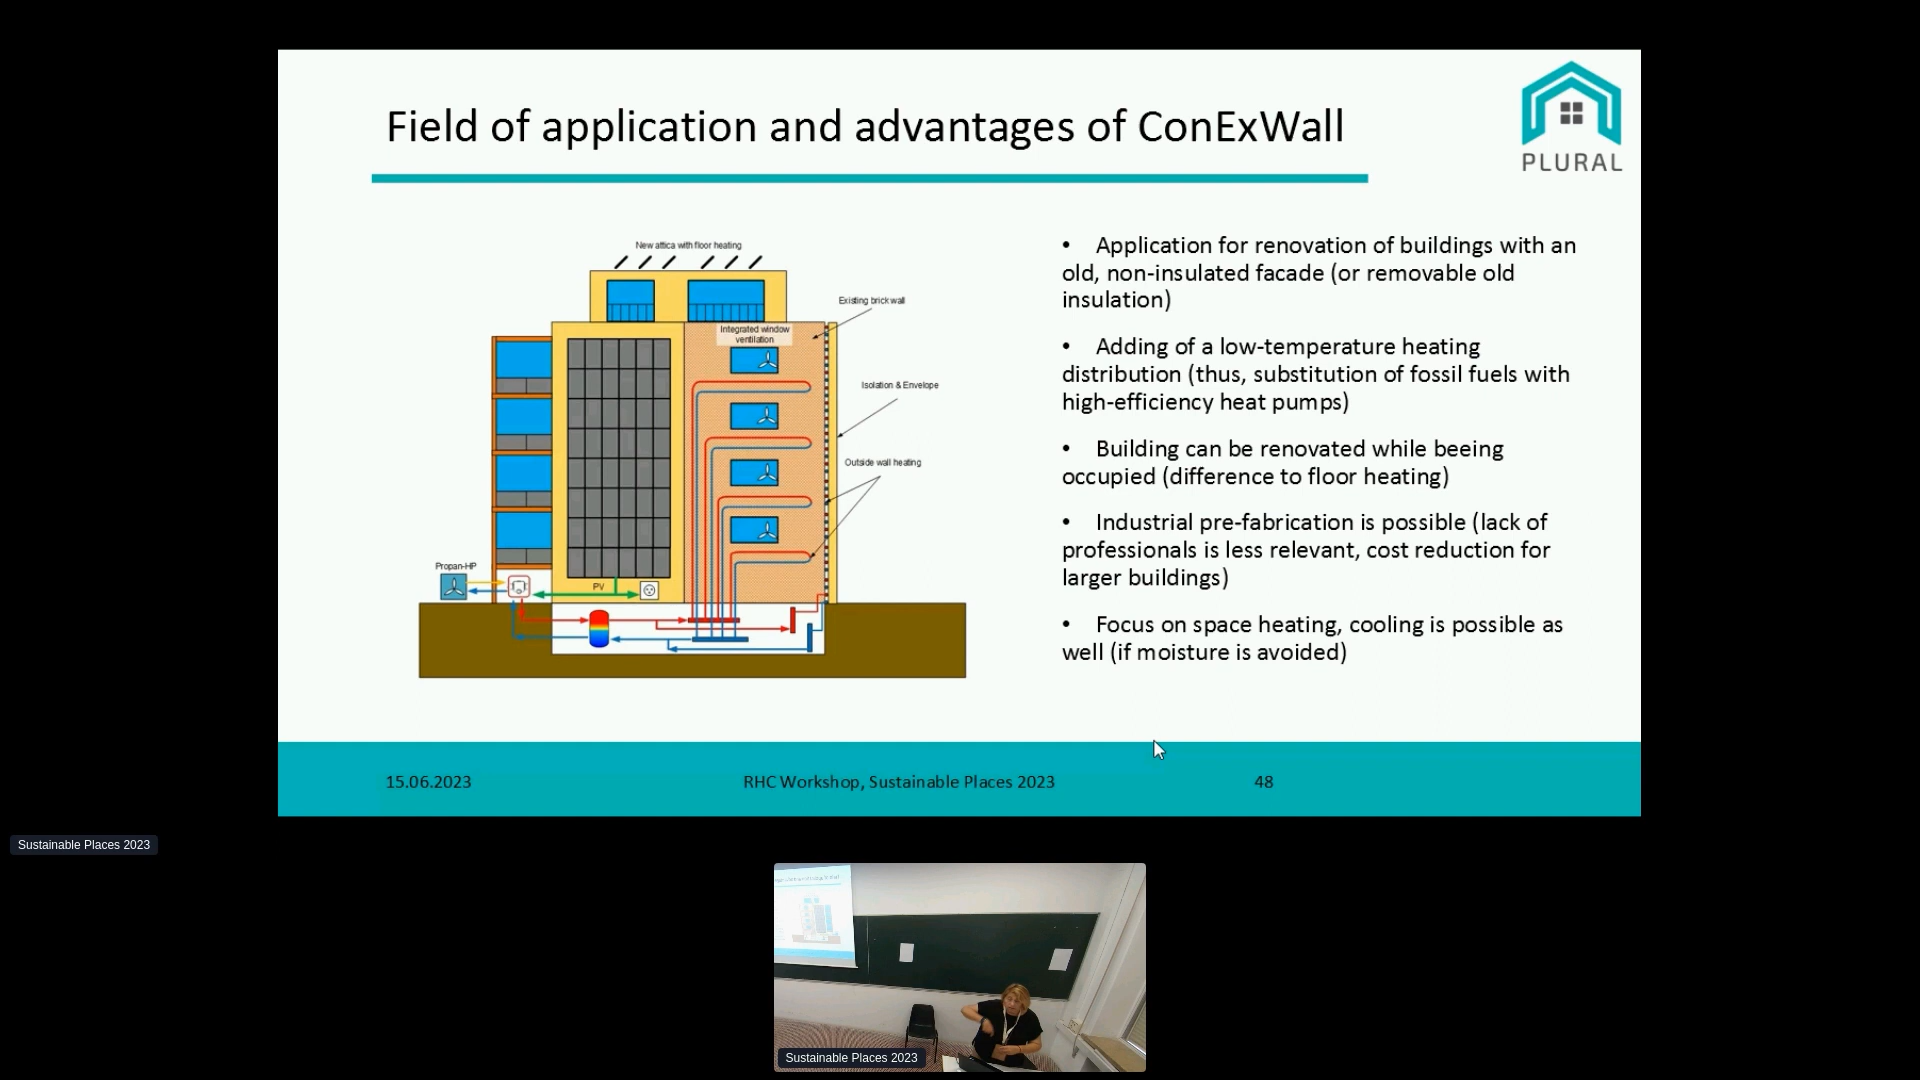 Field of application and advantages of ConExWall
PLURAL
New attica with floor heating
Existing brick wall
Integrated window
ventilation
Isolation & Envelope
Outside wall heating
Propan-HP
PV
• Application for renovation of buildings with an
old, non-insulated facade (or removable old
insulation)
• Adding of a low-temperature heating
distribution (thus, substitution of fossil fuels with
high-efficiency heat pumps)
• Building can be renovated while beeing
occupied (difference to floor heating)
• Industrial pre-fabrication is possible (lack of
professionals is less relevant, cost reduction for
larger buildings)
• Focus on space heating, cooling is possible as
well (if moisture is avoided)
15.06.2023
RHC Workshop, Sustainable Places 2023
48
Sustainable Places 2023
Sustainable Places 2023